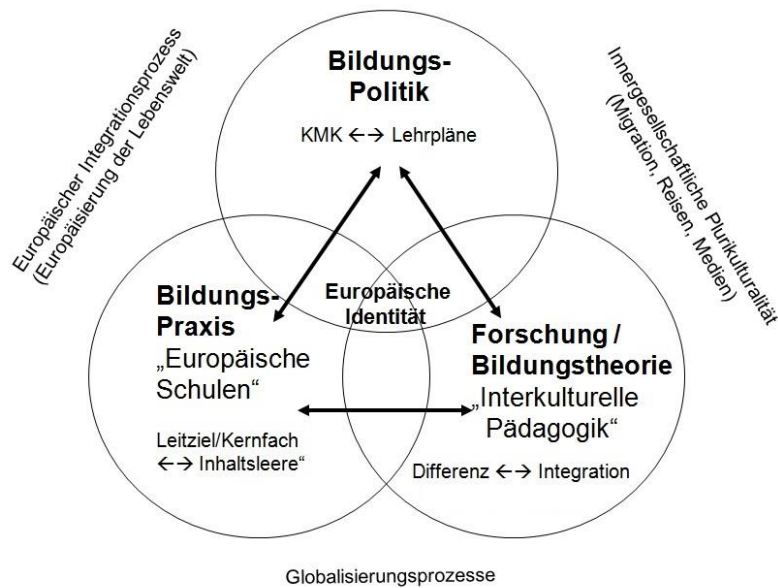 Bildungs-
Politik
KMK ←→ Lehrpläne
Europäischer Integrationsprozess
(Europäisierung der Lebenswelt)
Innergesellschaftliche Plurikulturalität
(Migration, Reisen, Medien)
Europäische
Identität
Bildungs-
Praxis
„Europäische
Schulen“
Leitziel/Kernfach
←→ Inhaltsleere“
Forschung /
Bildungstheorie
„Interkulturelle
Pädagogik“
Differenz ←→ Integration
Globalisierungsprozesse